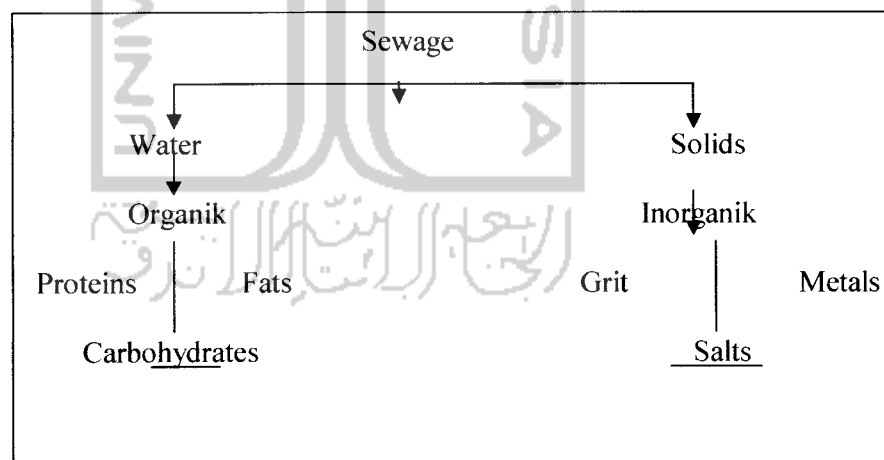 Sewage
Water Solids
Organik Inorganik
Proteins Fats Grit Metals
Carbohydrates Salts